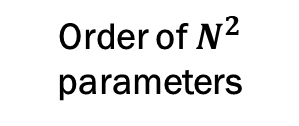 Order of N²
parameters